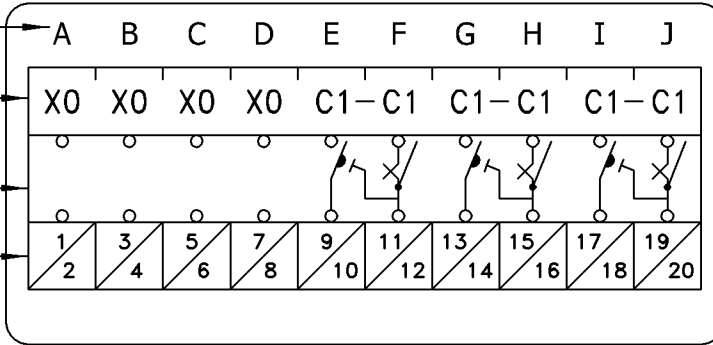 A B C D E F G H I J
X0 X0 X0 X0 C1-C1 C1-C1 C1-C1
1 3 5 7 9 11 13 15 17 19
2 4 6 8 10 12 14 16 18 20